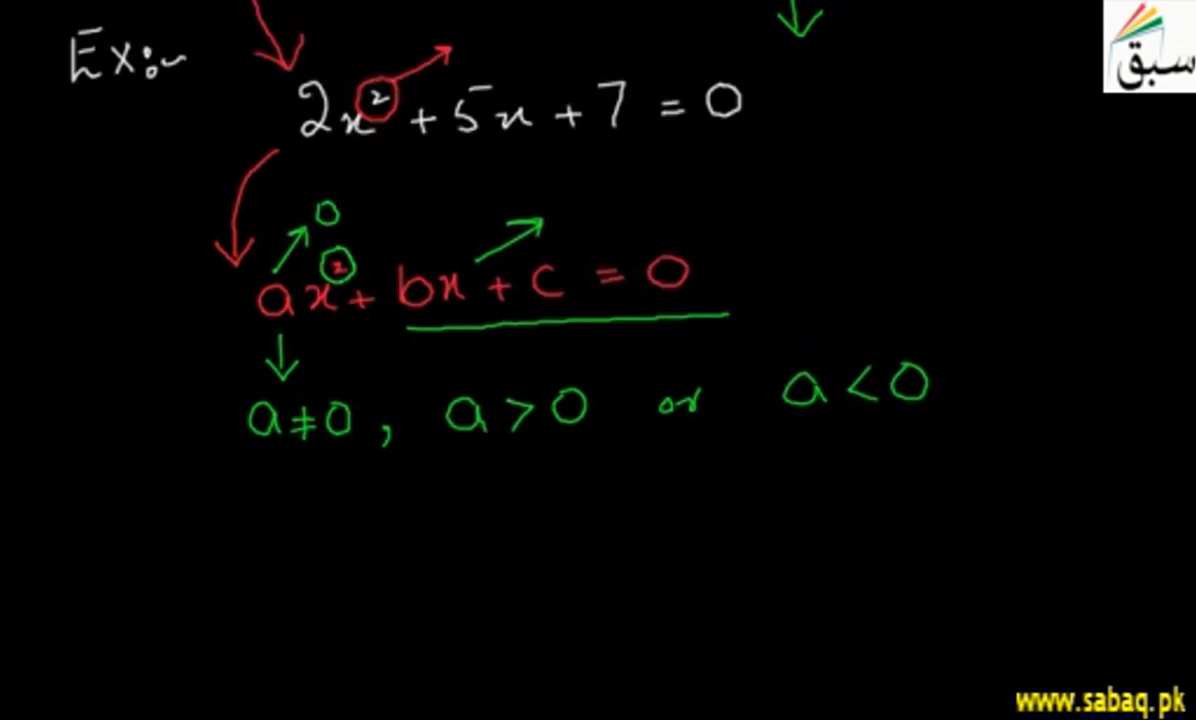 Ex:-
سبق
2x² + 5x + 7 = 0
0
ax² + bx + c = 0
a ≠ 0 , a > 0 or a < 0
www.sabaq.pk